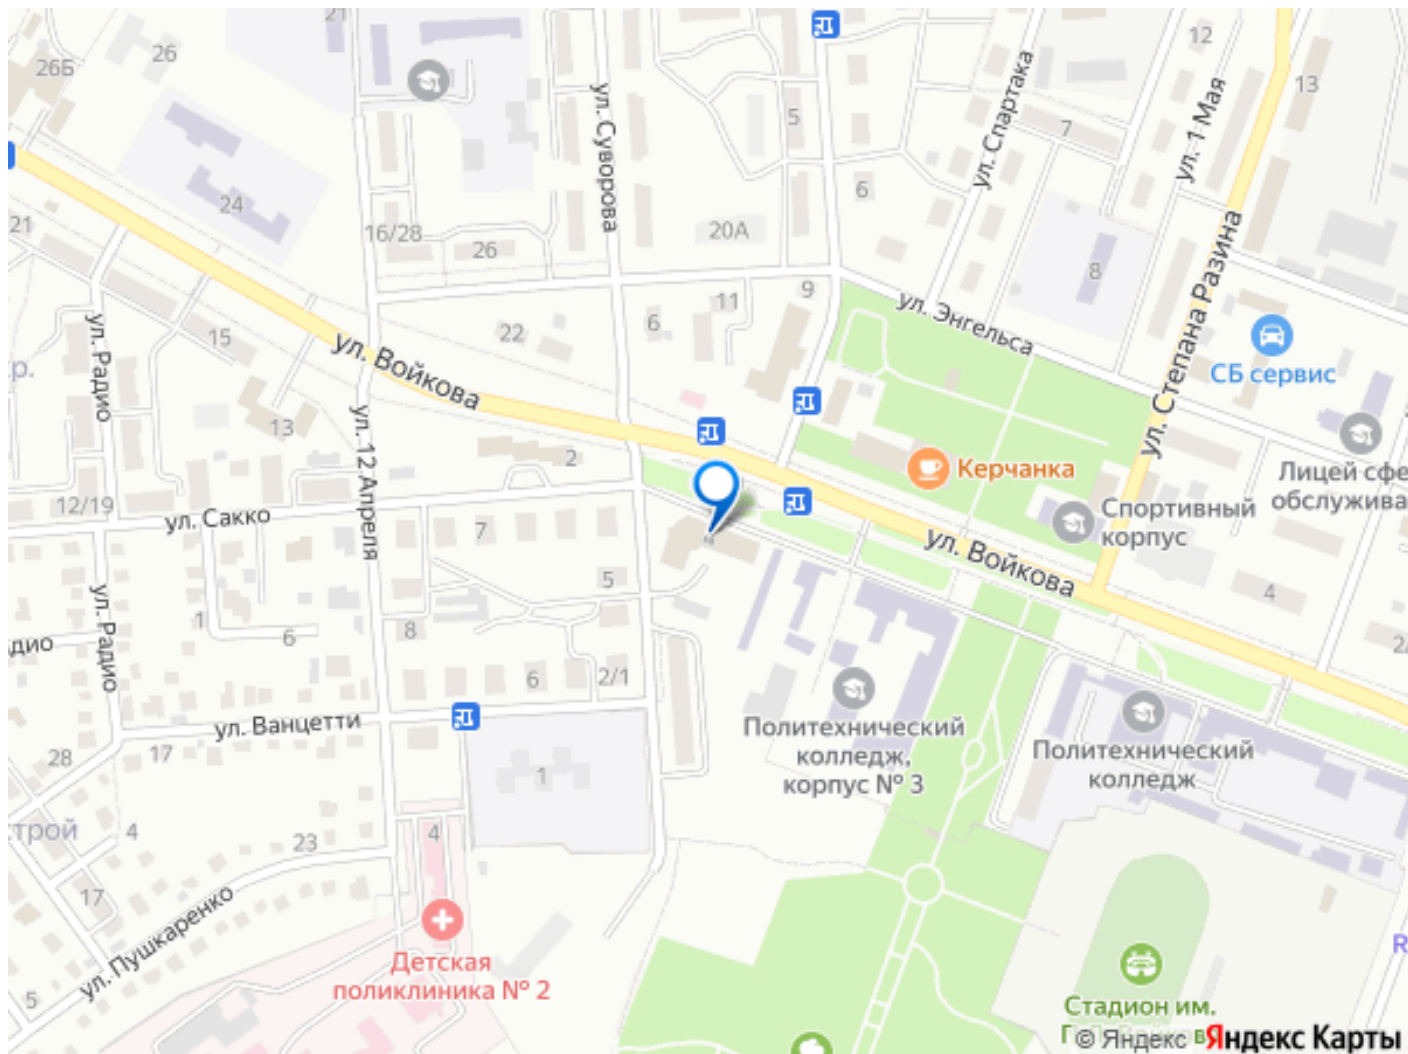 21
12
26
26Б
13
ул. Спартака
5
7
ул. Суворова
ул. 1 Мая
6
24
21
16/28
26
20А
8
ул. Степана Разина
11
9
ул. Энгельса
6
22
15
ул. Радио
ул. Войкова
СБ сервис
р.
13
ул. 12 Апреля
2
Керчанка
Лицей сфе
обслужива
12/19
ул. Сакко
7
Спортивный
корпус
ул. Войкова
5
4
1
6
8
дио
ул. Радио
2/1
6
2/
ул. Ванцетти
Политехнический
колледж,
корпус № 3
Политехнический
колледж
28
17
1
строй
4
23
4
17
ул. Пушкаренко
Детская
поликлиника № 2
5
R
Стадион им.
© Яндекс
Яндекс Карты